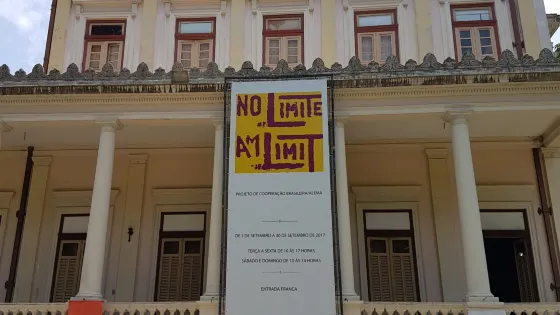 NO LIMITE
AM LIMIT
PROJETO DE COOPERAÇÃO BRASILEIRA/ALEMÃ
DE 1 DE SETEMBRO A 30 DE SETEMBRO DE 2017
TERÇA A SEXTA DE 10 ÀS 17 HORAS,
SÁBADO E DOMINGO DE 10 ÀS 15 HORAS
ENTRADA FRANCA